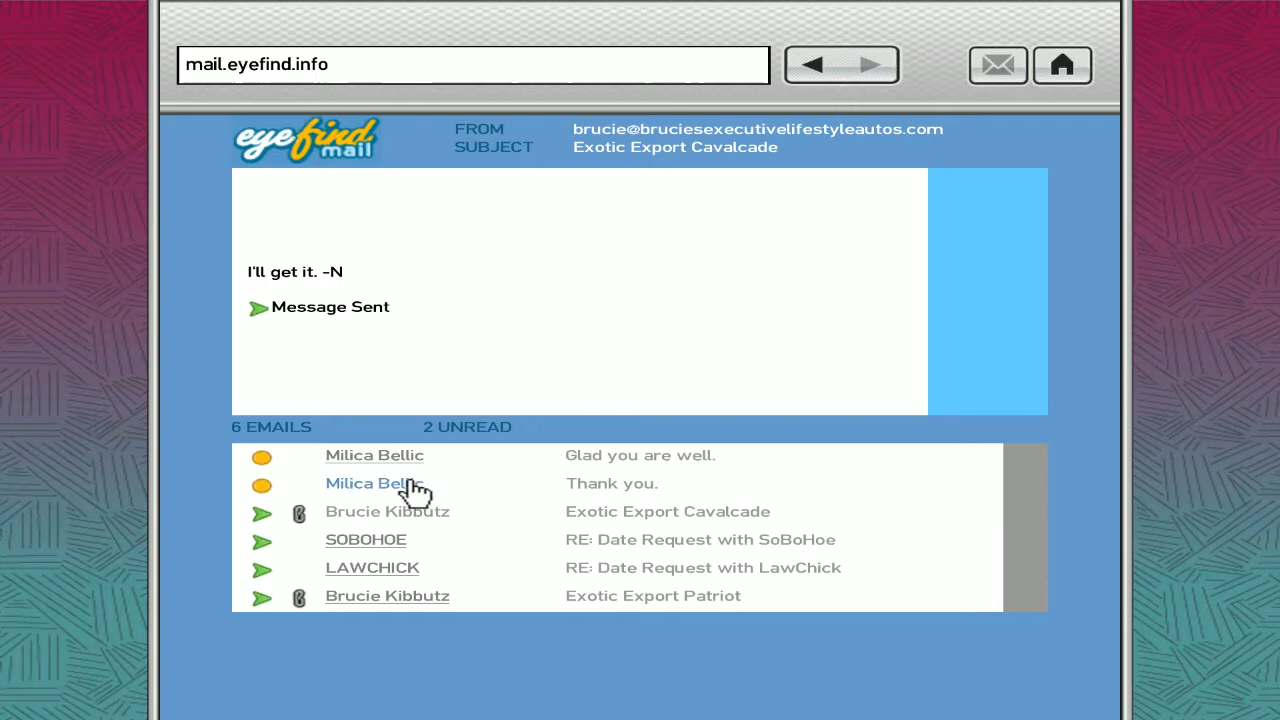 mail.eyefind.info
eyefind mail
FROM brucie@bruciesexecutivelifestyleautos.com
SUBJECT Exotic Export Cavalcade
I'll get it. -N
Message Sent
6 EMAILS 2 UNREAD
Milica Bellic Glad you are well.
Milica Bellic Thank you.
Brucie Kibbutz Exotic Export Cavalcade
SOBOHOE RE: Date Request with SoBoHoe
LAWCHICK RE: Date Request with LawChick
Brucie Kibbutz Exotic Export Patriot